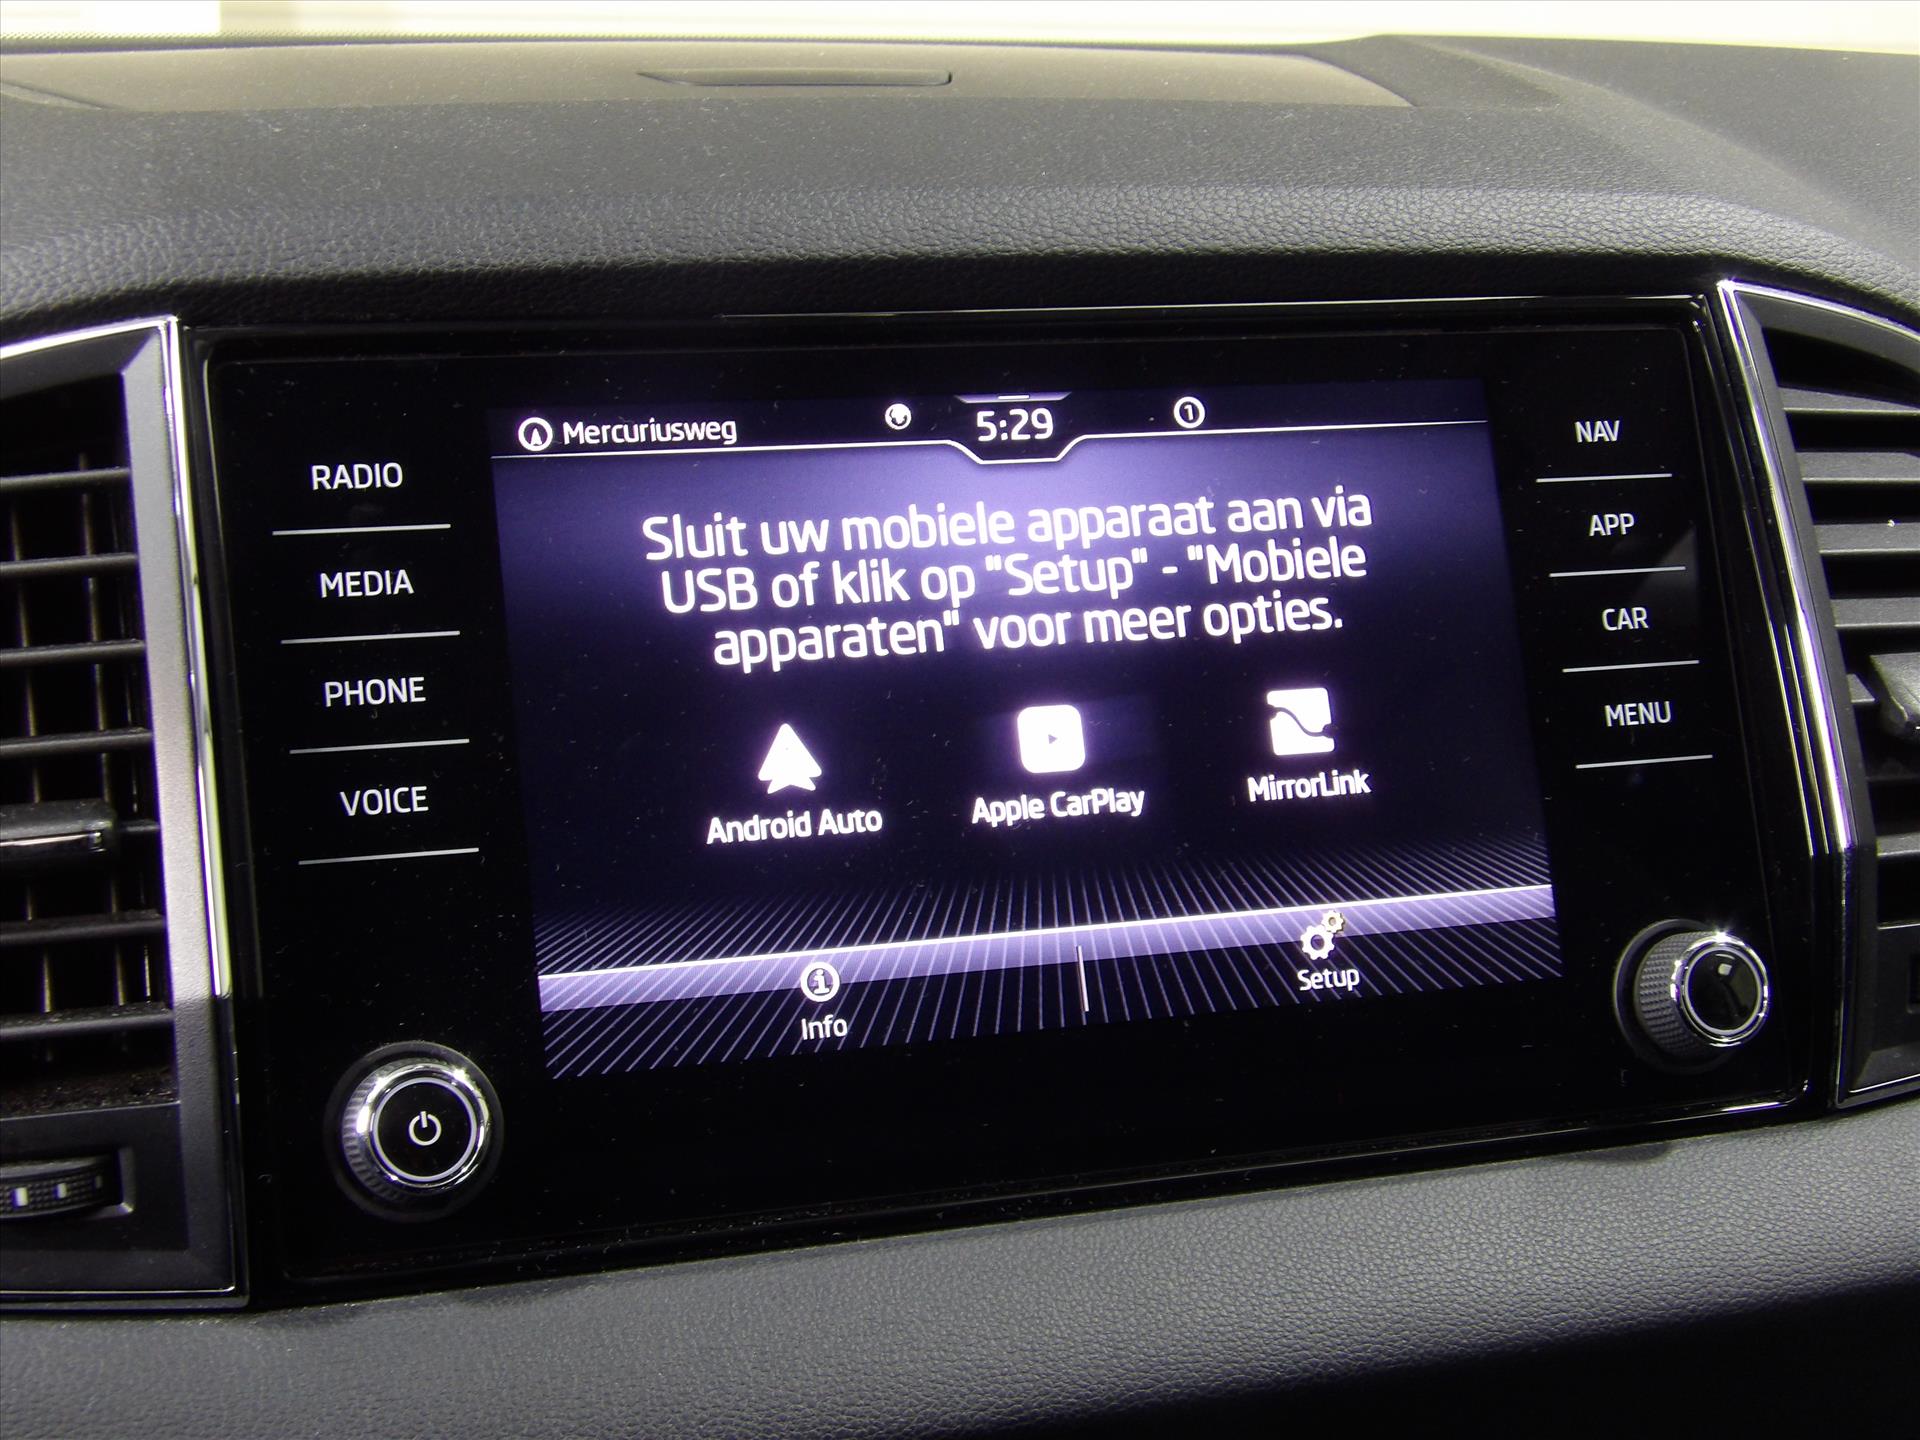 Mercuriusweg
5:29
1
RADIO
MEDIA
PHONE
VOICE
Sluit uw mobiele apparaat aan via
USB of klik op "Setup" - "Mobiele
apparaten" voor meer opties.
Android Auto
Apple CarPlay
MirrorLink
Info
Setup
NAV
APP
CAR
MENU